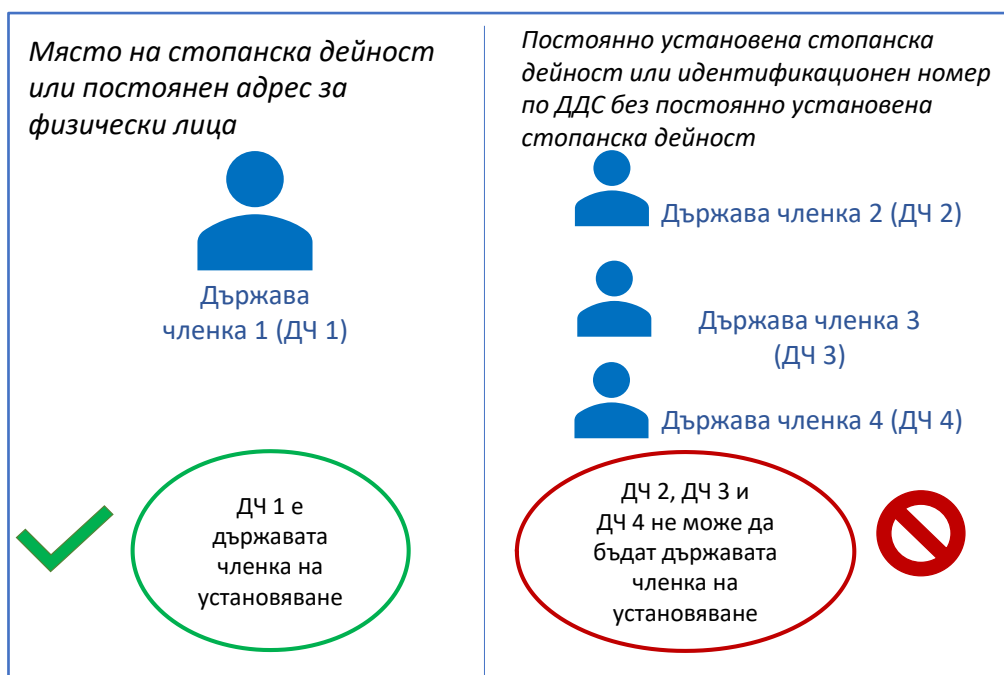 Място на стопанска дейност
или постоянен адрес за
физически лица
Държава
членка 1 (ДЧ 1)
ДЧ 1 е
държавата
членка на
установяване
Постоянно установена стопанска
дейност или идентификационен номер
по ДДС без постоянно установена
стопанска дейност
Държава членка 2 (ДЧ 2)
Държава членка 3
(ДЧ 3)
Държава членка 4 (ДЧ 4)
ДЧ 2, ДЧ 3 и
ДЧ 4 не може да
бъдат държавата
членка на
установяване